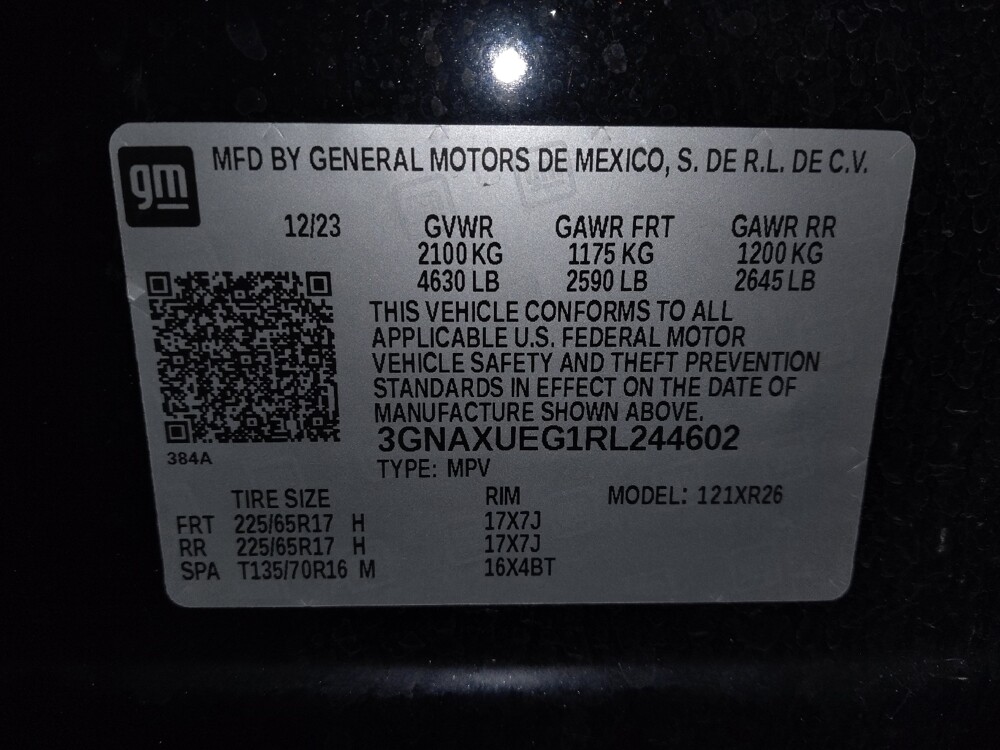 gm MFD BY GENERAL MOTORS DE MEXICO, S. DE R.L. DE C.V.
12/23 GVWR GAWR FRT GAWR RR
2100 KG 1175 KG 1200 KG
4630 LB 2590 LB 2645 LB
THIS VEHICLE CONFORMS TO ALL
APPLICABLE U.S. FEDERAL MOTOR
VEHICLE SAFETY AND THEFT PREVENTION
STANDARDS IN EFFECT ON THE DATE OF
MANUFACTURE SHOWN ABOVE.
3GNAXUEG1RL244602
384A
TYPE: MPV
TIRE SIZE RIM MODEL: 121XR26
FRT 225/65R17 H 17X7J
RR 225/65R17 H 17X7J
SPA T135/70R16 M 16X4BT